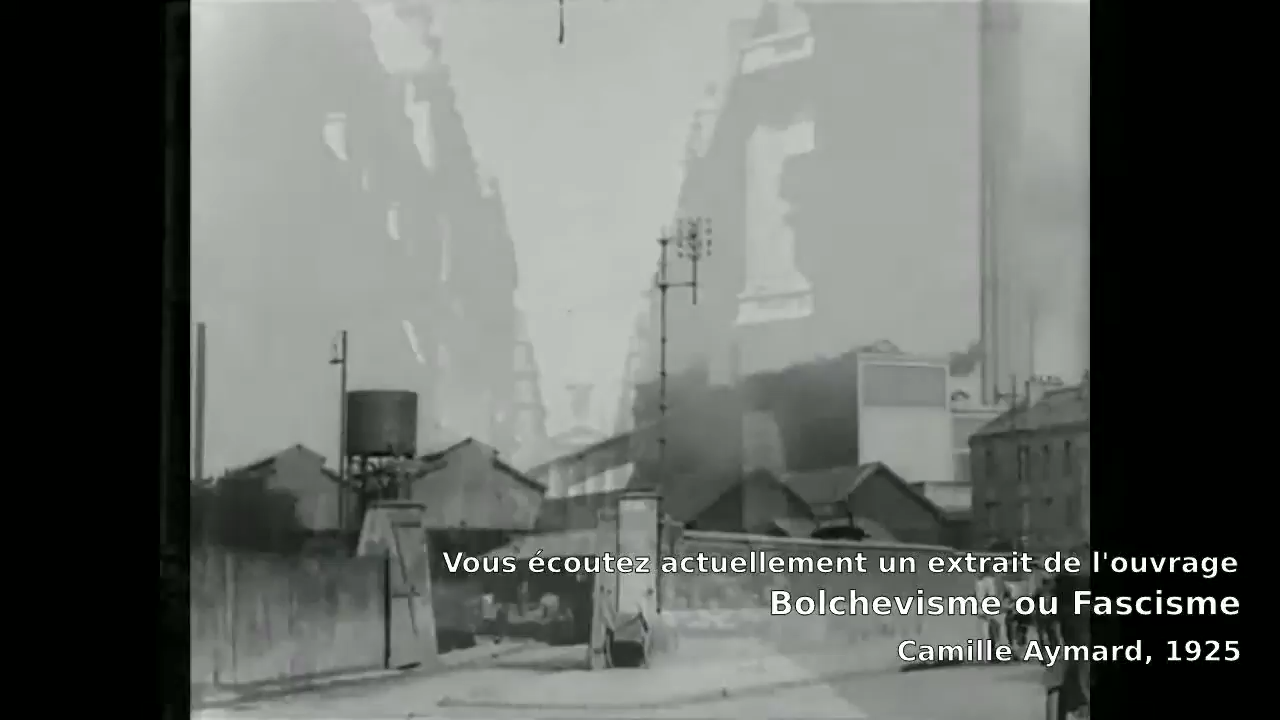 Vous écoutez actuellement un extrait de l'ouvrage
Bolchevisme ou Fascisme
Camille Aymard, 1925